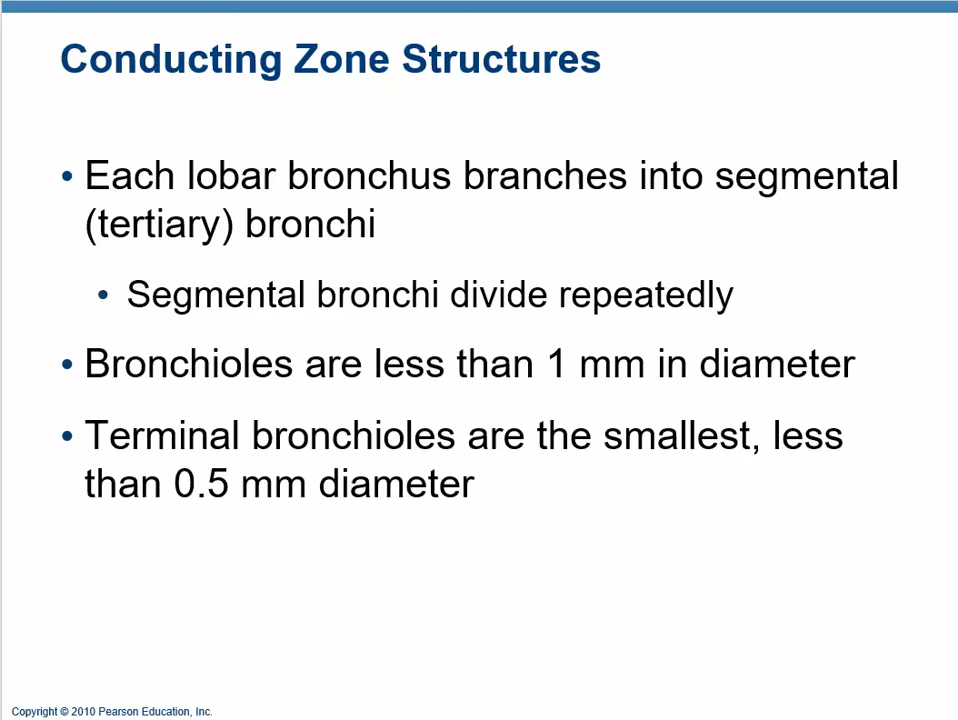 Conducting Zone Structures
• Each lobar bronchus branches into segmental
(tertiary) bronchi
• Segmental bronchi divide repeatedly
• Bronchioles are less than 1 mm in diameter
• Terminal bronchioles are the smallest, less
than 0.5 mm diameter
Copyright © 2010 Pearson Education, Inc.